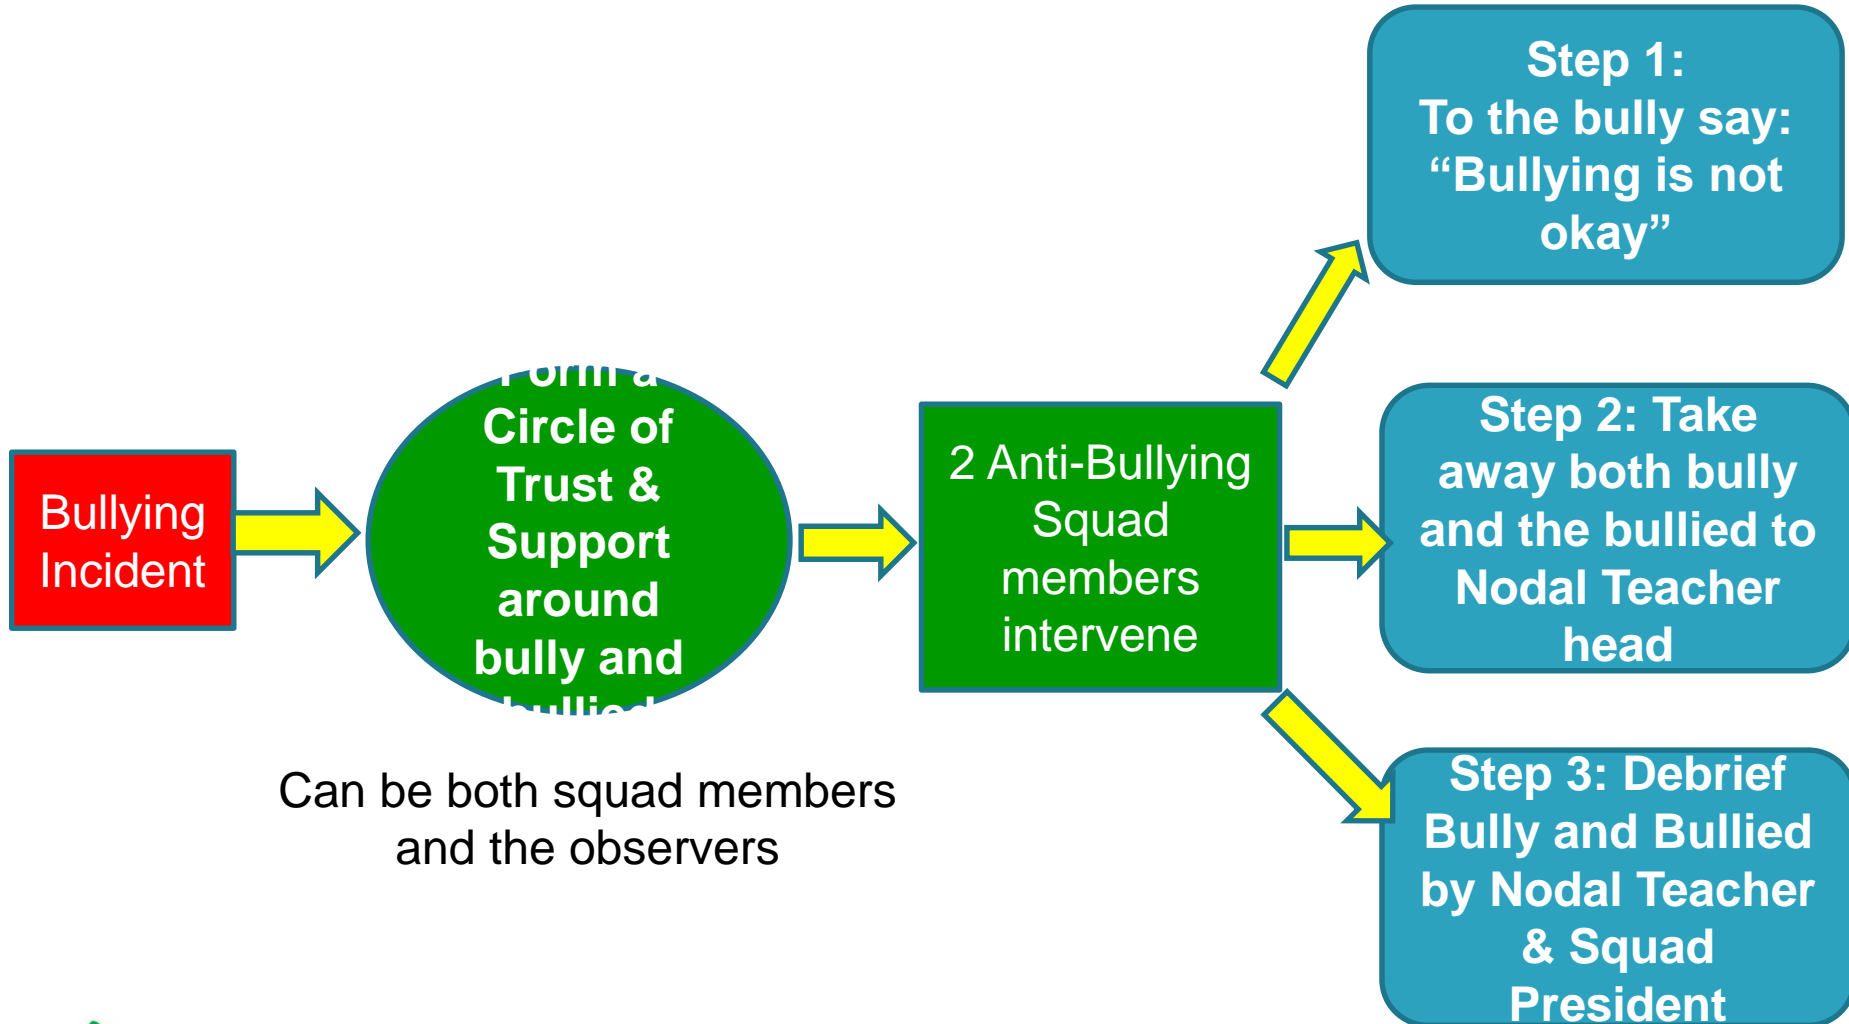 Bullying
Incident
Form a
Circle of
Trust &
Support
around
bully and
bullied
Can be both squad members
and the observers
2 Anti-Bullying
Squad
members
intervene
Step 1:
To the bully say:
“Bullying is not
okay”
Step 2: Take
away both bully
and the bullied to
Nodal Teacher
head
Step 3: Debrief
Bully and Bullied
by Nodal Teacher
& Squad
President